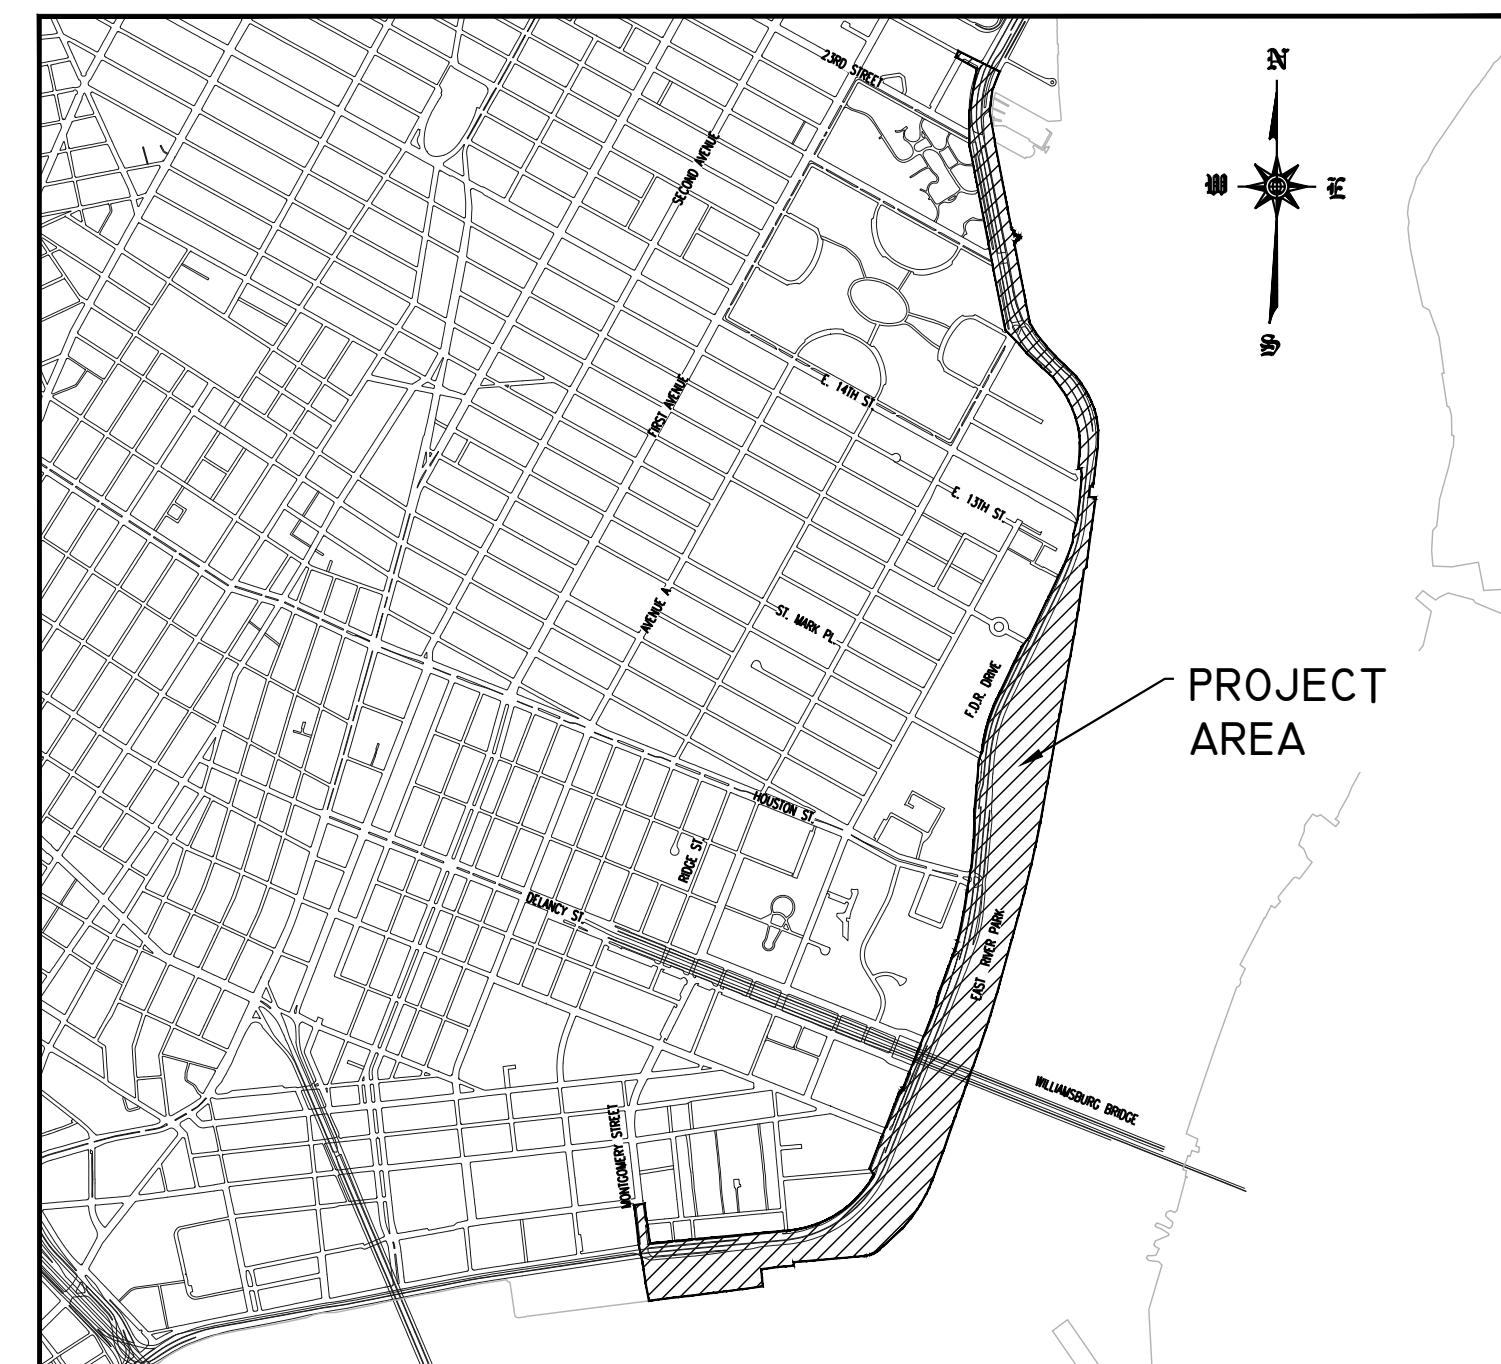 23RD STREET
N
SECOND AVENUE
W
E
S
E. 14TH ST.
FIRST AVENUE
E. 13TH ST.
AVENUE A.
ST. MARK PL.
F.D.R. DRIVE
PROJECT
AREA
HOUSTON ST.
RIDGE ST.
DELANCY ST.
EAST RIVER PARK
WILLIAMSBURG BRIDGE
MONTGOMERY STREET